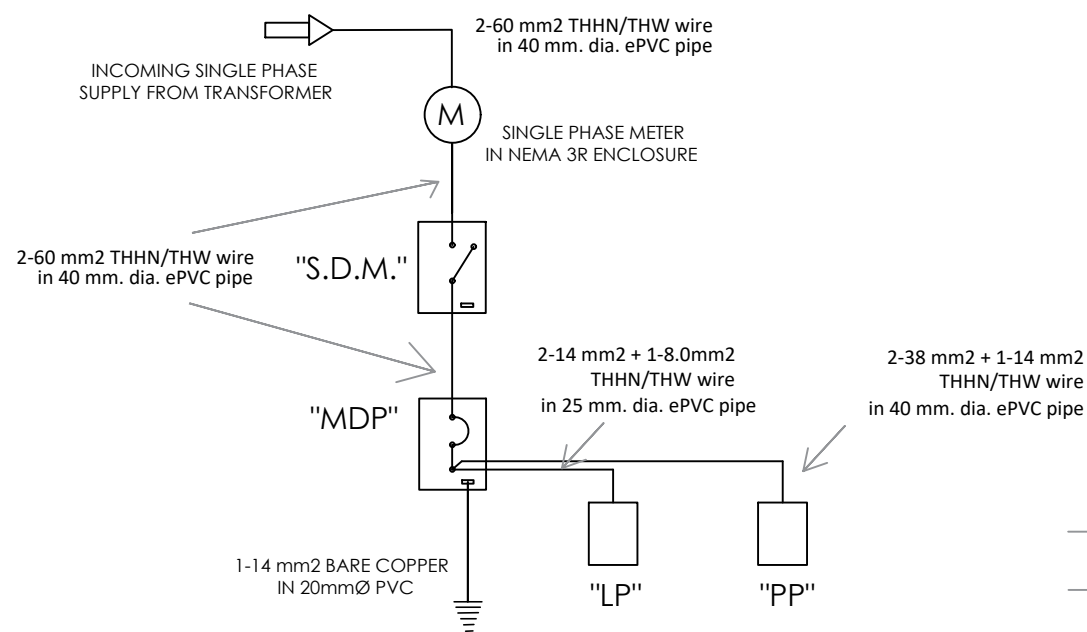 2-60 mm2 THHN/THW wire
in 40 mm. dia. ePVC pipe
INCOMING SINGLE PHASE
SUPPLY FROM TRANSFORMER
M
SINGLE PHASE METER
IN NEMA 3R ENCLOSURE
2-60 mm2 THHN/THW wire
in 40 mm. dia. ePVC pipe
"S.D.M."
2-14 mm2 + 1-8.0mm2
THHN/THW wire
in 25 mm. dia. ePVC pipe
2-38 mm2 + 1-14 mm2
THHN/THW wire
in 40 mm. dia. ePVC pipe
"MDP"
1-14 mm2 BARE COPPER
IN 20mmØ PVC
"LP"
"PP"